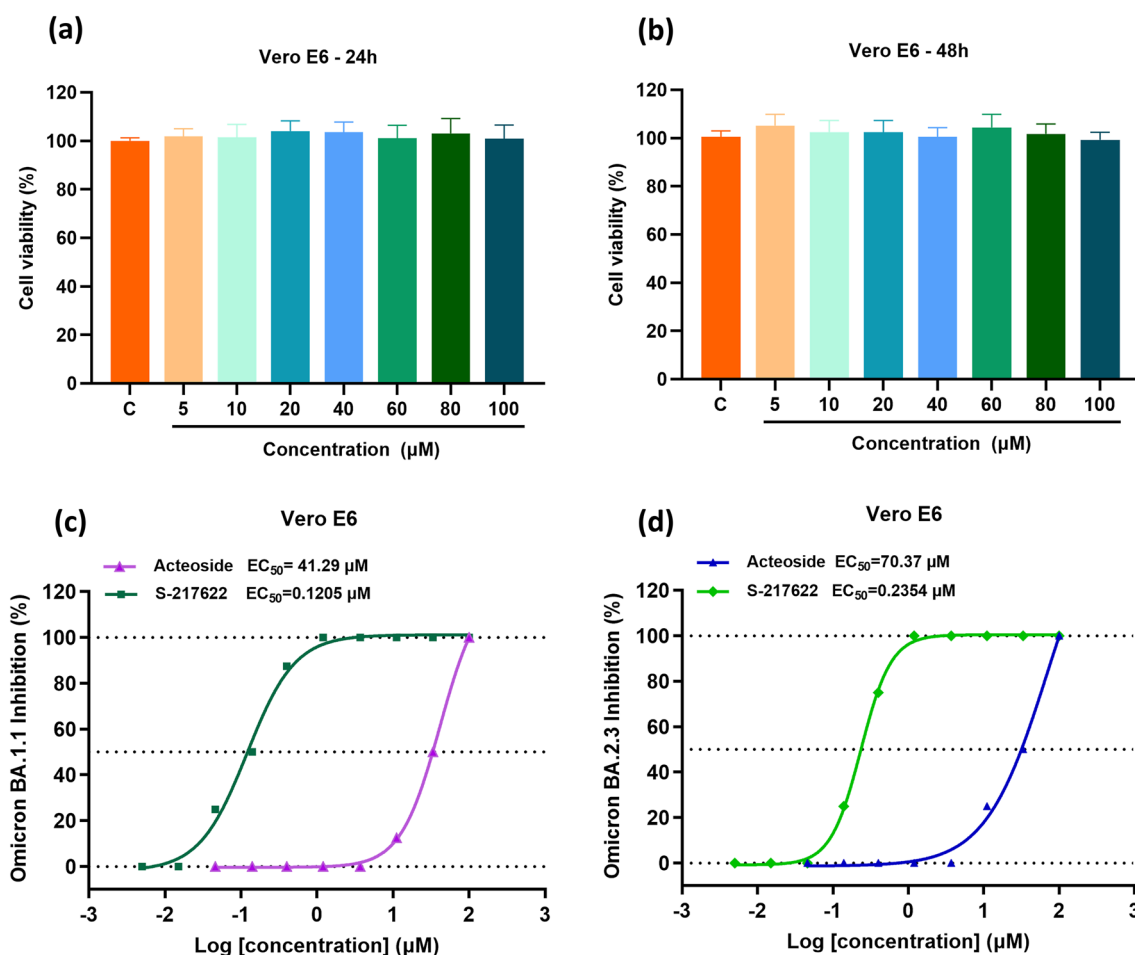 (a)
Vero E6 - 24h
Cell viability (%)
120
100
80
60
40
20
0
C 5 10 20 40 60 80 100
Concentration (μM)
(b)
Vero E6 - 48h
Cell viability (%)
120
100
80
60
40
20
0
C 5 10 20 40 60 80 100
Concentration (μM)
(c)
Vero E6
Acteoside EC50= 41.29 μM
S-217622 EC50=0.1205 μM
Omicron BA.1.1 Inhibition (%)
120
100
80
60
40
20
0
-3 -2 -1 0 1 2 3
Log [concentration] (μM)
(d)
Vero E6
Acteoside EC50=70.37 μM
S-217622 EC50=0.2354 μM
Omicron BA.2.3 Inhibition (%)
120
100
80
60
40
20
0
-3 -2 -1 0 1 2 3
Log [concentration] (μM)